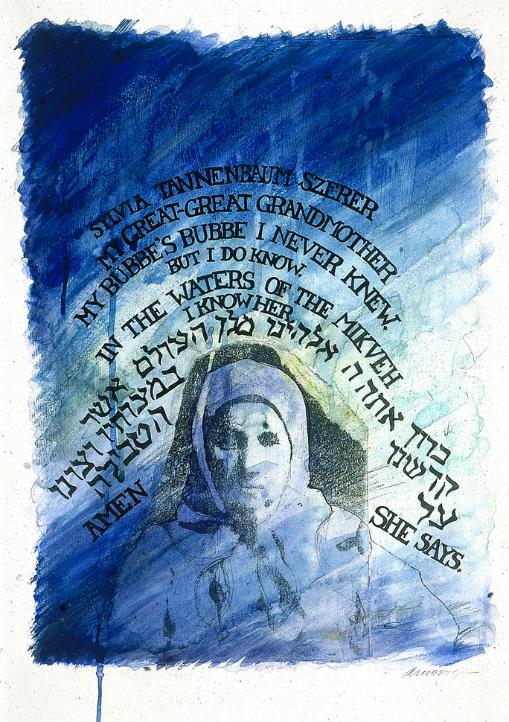 SYLVIA TANNENBAUM SZERER
MY GREAT-GREAT GRANDMOTHER
MY BUBBE'S BUBBE I NEVER KNEW.
BUT I DO KNOW.
IN THE WATERS OF THE MIKVEH
I KNOW HER.
ברוך אתה ה אלהינו מלך העולם אשר
קדשנו במצותיו וצונו
על הטבילה
AMEN
SHE SAYS.